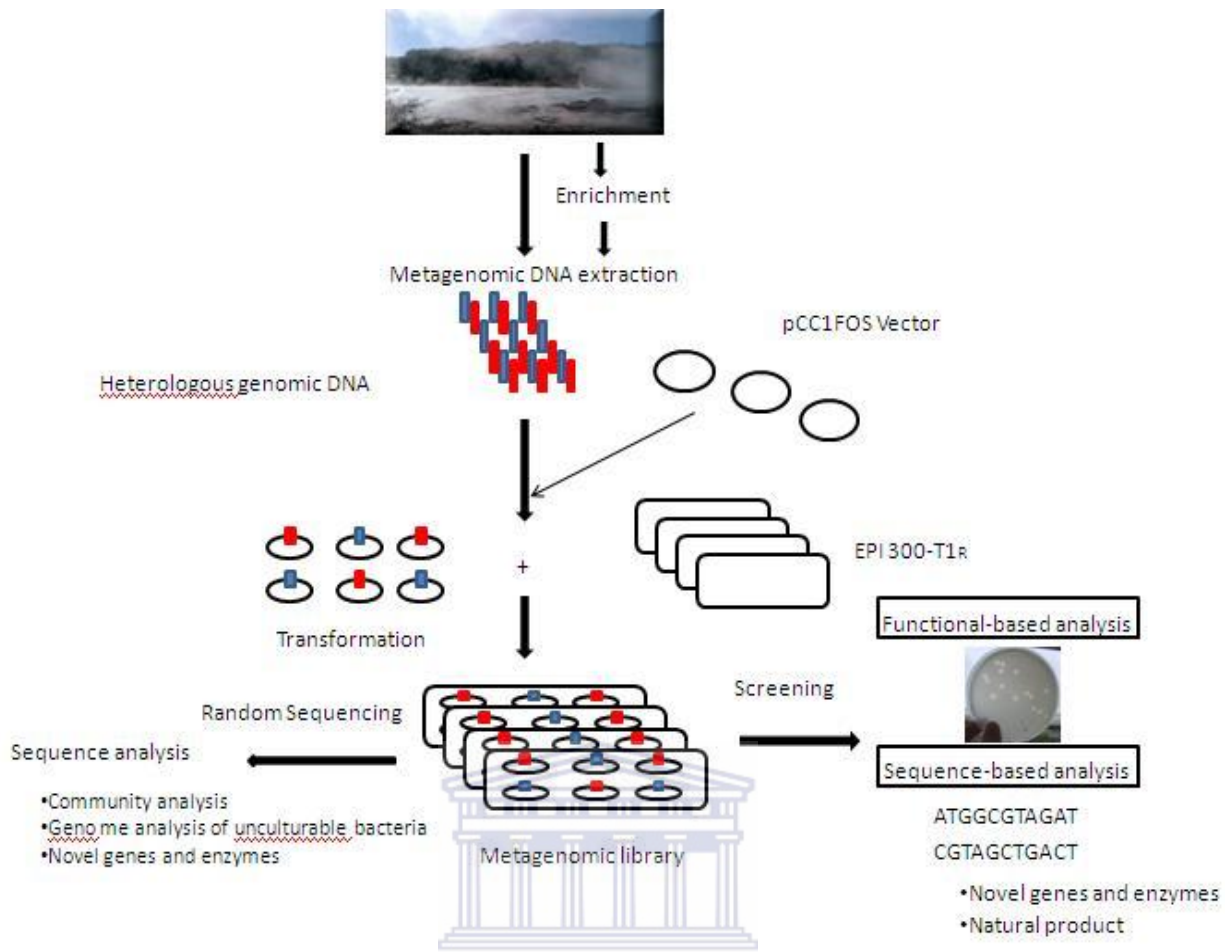 Enrichment
Metagenomic DNA extraction
pCC1FOS Vector
Heterologous genomic DNA
+
EPI 300-T1R
Transformation
Functional-based analysis
Screening
Random Sequencing
Sequence analysis
Sequence-based analysis
•Community analysis
•Genome analysis of unculturable bacteria
•Novel genes and enzymes
Metagenomic library
ATGGCGTAGAT
CGTAGCTGACT
•Novel genes and enzymes
•Natural product